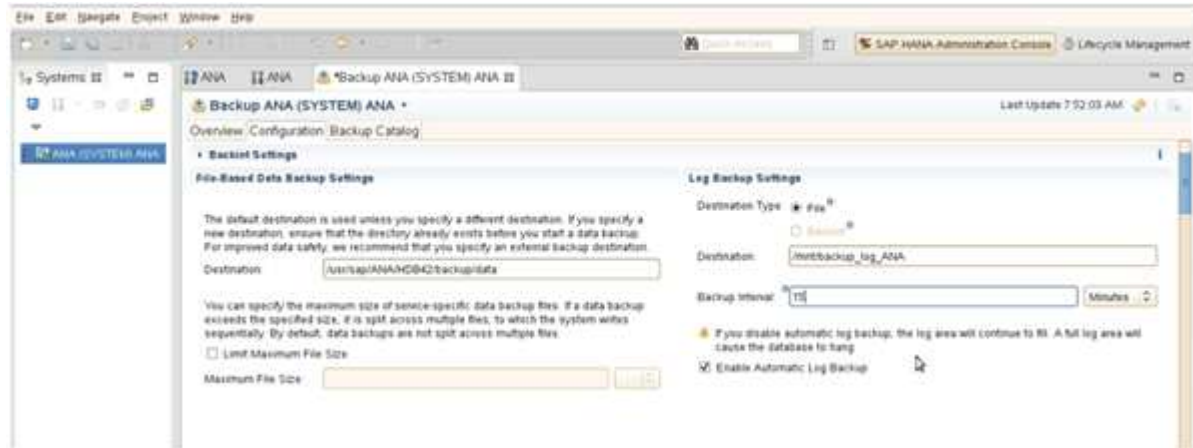 File Edit Navigate Project Window Help
Quick Access
SAP HANA Administration Console
Lifecycle Management
Systems
ANA
ANA
*Backup ANA (SYSTEM) ANA
ANA (SYSTEM) ANA
Backup ANA (SYSTEM) ANA
Last Update 7:52:03 AM
Overview Configuration Backup Catalog
Backint Settings
File-Based Data Backup Settings
The default destination is used unless you specify a different destination. If you specify a
new destination, ensure that the directory already exists before you start a data backup.
For improved data safety, we recommend that you specify an external backup destination.
Destination: /usr/sap/ANA/HDB42/backup/data
You can specify the maximum size of service-specific data backup files. If a data backup
exceeds the specified size, it is split across multiple files, to which the system writes
sequentially. By default, data backups are not split across multiple files.
Limit Maximum File Size
Maximum File Size:
Log Backup Settings
Destination Type: File
Backint
Destination: /mnt/backup_log_ANA
Backup Interval: 15 Minutes
If you disable automatic log backup, the log area will continue to fill. A full log area will
cause the database to hang.
Enable Automatic Log Backup